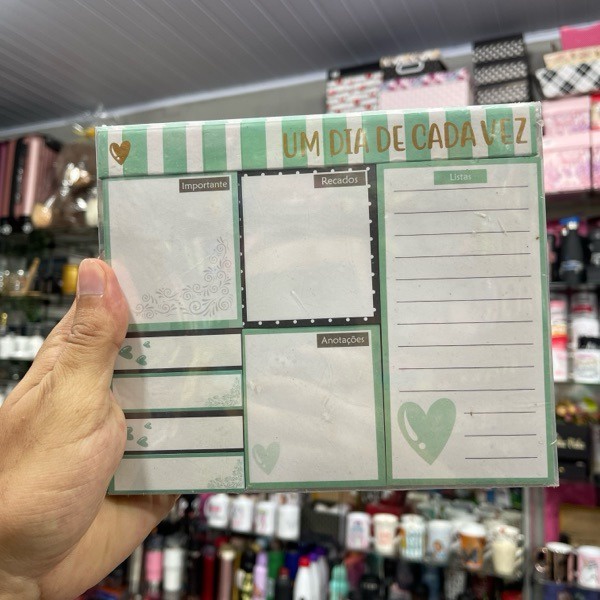 UM DIA DE CADA VEZ
Importante
Recados
Listas
Anotações